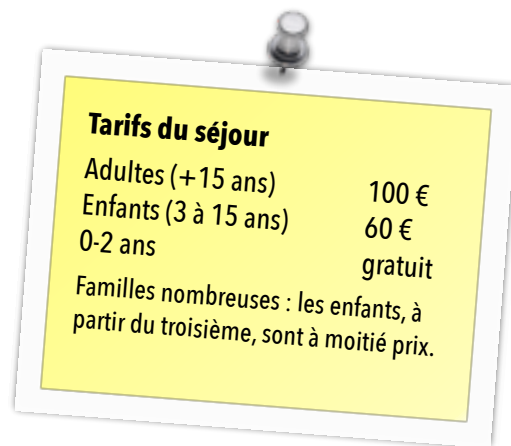 Tarifs du séjour
Adultes (+15 ans) 100 €
Enfants (3 à 15 ans) 60 €
0-2 ans gratuit
Familles nombreuses : les enfants, à
partir du troisième, sont à moitié prix.